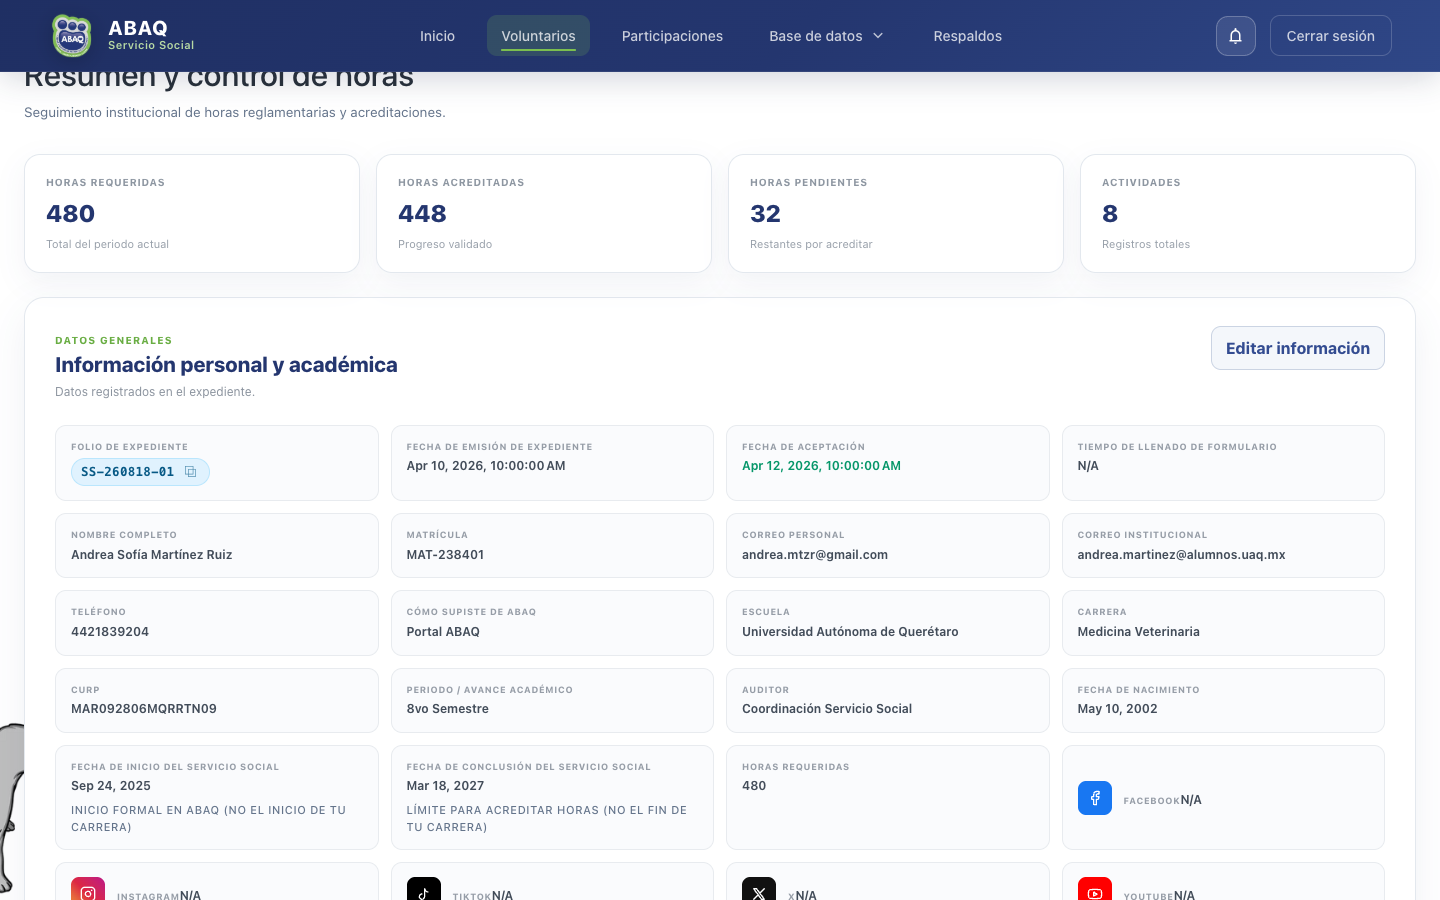 ABAQ
Servicio Social
Inicio
Voluntarios
Participaciones
Base de datos
Respaldos
Cerrar sesión
Resumen y control de horas
Seguimiento institucional de horas reglamentarias y acreditaciones.
HORAS REQUERIDAS
480
Total del periodo actual
HORAS ACREDITADAS
448
Progreso validado
HORAS PENDIENTES
32
Restantes por acreditar
ACTIVIDADES
8
Registros totales
DATOS GENERALES
Información personal y académica
Datos registrados en el expediente.
Editar información
FOLIO DE EXPEDIENTE
SS-260818-01
FECHA DE EMISIÓN DE EXPEDIENTE
Apr 10, 2026, 10:00:00 AM
FECHA DE ACEPTACIÓN
Apr 12, 2026, 10:00:00 AM
TIEMPO DE LLENADO DE FORMULARIO
N/A
NOMBRE COMPLETO
Andrea Sofía Martínez Ruiz
MATRÍCULA
MAT-238401
CORREO PERSONAL
andrea.mtzr@gmail.com
CORREO INSTITUCIONAL
andrea.martinez@alumnos.uaq.mx
TELÉFONO
4421839204
CÓMO SUPISTE DE ABAQ
Portal ABAQ
ESCUELA
Universidad Autónoma de Querétaro
CARRERA
Medicina Veterinaria
CURP
MAR092806MQRRTN09
PERIODO / AVANCE ACADÉMICO
8vo Semestre
AUDITOR
Coordinación Servicio Social
FECHA DE NACIMIENTO
May 10, 2002
FECHA DE INICIO DEL SERVICIO SOCIAL
Sep 24, 2025
INICIO FORMAL EN ABAQ (NO EL INICIO DE TU
CARRERA)
FECHA DE CONCLUSIÓN DEL SERVICIO SOCIAL
Mar 18, 2027
LÍMITE PARA ACREDITAR HORAS (NO EL FIN DE
TU CARRERA)
HORAS REQUERIDAS
480
FACEBOOK N/A
INSTAGRAM N/A
TIKTOK N/A
X N/A
YOUTUBE N/A